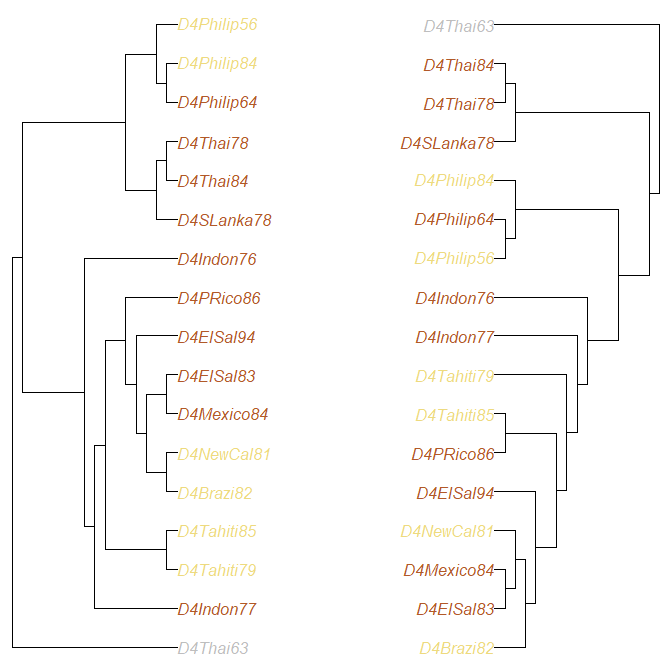 D4Philip56
D4Philip84
D4Philip64
D4Thai78
D4Thai84
D4SLanka78
D4Indon76
D4PRico86
D4ElSal94
D4ElSal83
D4Mexico84
D4NewCal81
D4Brazi82
D4Tahiti85
D4Tahiti79
D4Indon77
D4Thai63
D4Thai63
D4Thai84
D4Thai78
D4SLanka78
D4Philip84
D4Philip64
D4Philip56
D4Indon76
D4Indon77
D4Tahiti79
D4Tahiti85
D4PRico86
D4ElSal94
D4NewCal81
D4Mexico84
D4ElSal83
D4Brazi82